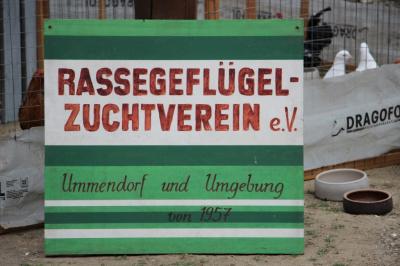 RASSEGEFLÜGEL-
ZUCHTVEREIN e.V.
Ummendorf und Umgebung
von 1957
DRAGOFO